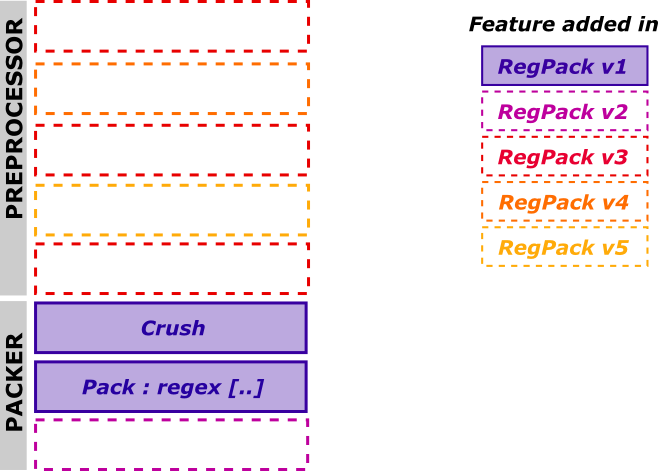 PREPROCESSOR
PACKER
Crush
Pack : regex [..]
Feature added in
RegPack v1
RegPack v2
RegPack v3
RegPack v4
RegPack v5